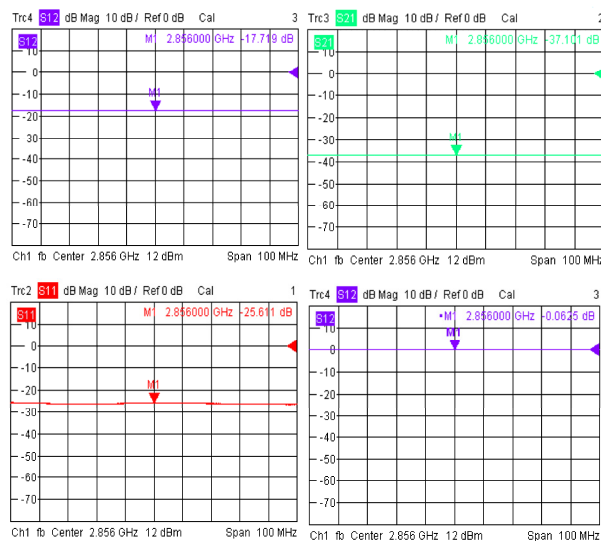 Trc4 S12 dB Mag 10 dB / Ref 0 dB Cal 3
S12
M1 2.856000 GHz -17.719 dB
10
0
M1
-10
-20
-30
-40
-50
-60
-70
Ch1 fb Center 2.856 GHz 12 dBm Span 100 MHz
Trc3 S21 dB Mag 10 dB / Ref 0 dB Cal
S21
M1 2.856000 GHz -37.101 dB
10
0
-10
-20
M1
-30
-40
-50
-60
-70
Ch1 fb Center 2.856 GHz 12 dBm Span 100 MHz
Trc2 S11 dB Mag 10 dB / Ref 0 dB Cal 1
S11
M1 2.856000 GHz -25.611 dB
10
0
-10
M1
-20
-30
-40
-50
-60
-70
Ch1 fb Center 2.856 GHz 12 dBm Span 100 MHz
Trc4 S12 dB Mag 10 dB / Ref 0 dB Cal 3
S12
•M1 2.856000 GHz -0.0625 dB
10
M1
0
-10
-20
-30
-40
-50
-60
-70
Ch1 fb Center 2.856 GHz 12 dBm Span 100 MHz